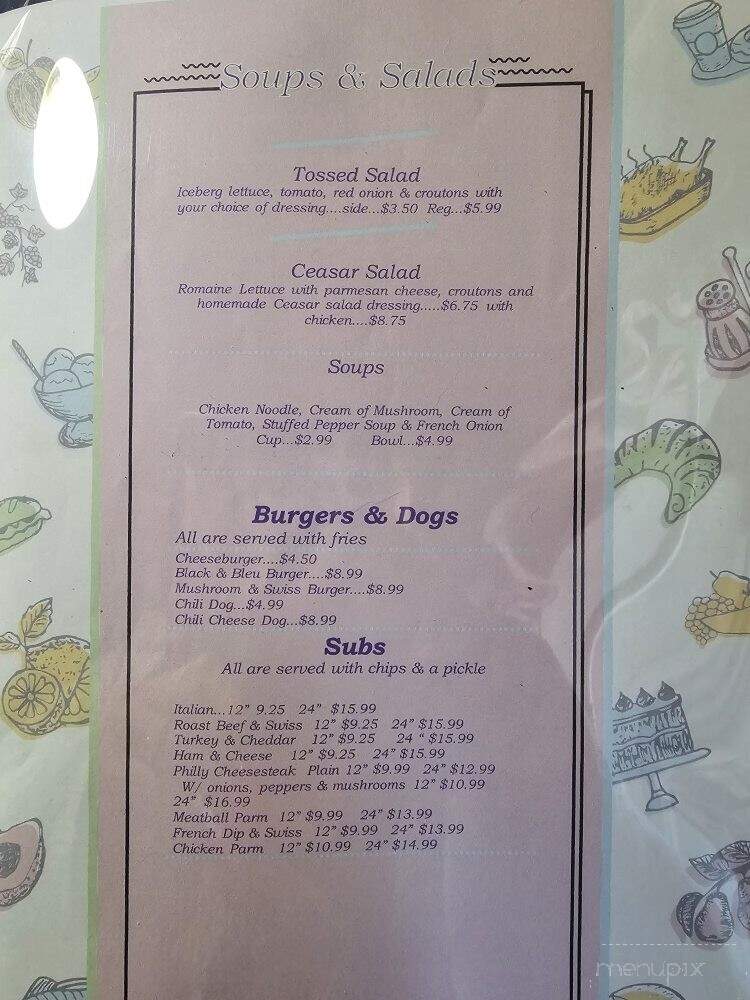 Soups & Salads
Tossed Salad
Iceberg lettuce, tomato, red onion & croutons with
your choice of dressing....side...$3.50 Reg...$5.99
Ceasar Salad
Romaine Lettuce with parmesan cheese, croutons and
homemade Ceasar salad dressing.....$6.75 with
chicken....$8.75
Soups
Chicken Noodle, Cream of Mushroom, Cream of
Tomato, Stuffed Pepper Soup & French Onion
Cup...$2.99 Bowl...$4.99
Burgers & Dogs
All are served with fries
Cheeseburger....$4.50
Black & Bleu Burger....$8.99
Mushroom & Swiss Burger....$8.99
Chili Dog...$4.99
Chili Cheese Dog...$8.99
Subs
All are served with chips & a pickle
Italian...12" 9.25 24" $15.99
Roast Beef & Swiss 12" $9.25 24" $15.99
Turkey & Cheddar 12" $9.25 24 " $15.99
Ham & Cheese 12" $9.25 24" $15.99
Philly Cheesesteak Plain 12" $9.99 24" $12.99
W/ onions, peppers & mushrooms 12" $10.99
24" $16.99
Meatball Parm 12" $9.99 24" $13.99
French Dip & Swiss 12" $9.99 24" $13.99
Chicken Parm 12" $10.99 24" $14.99
menupix